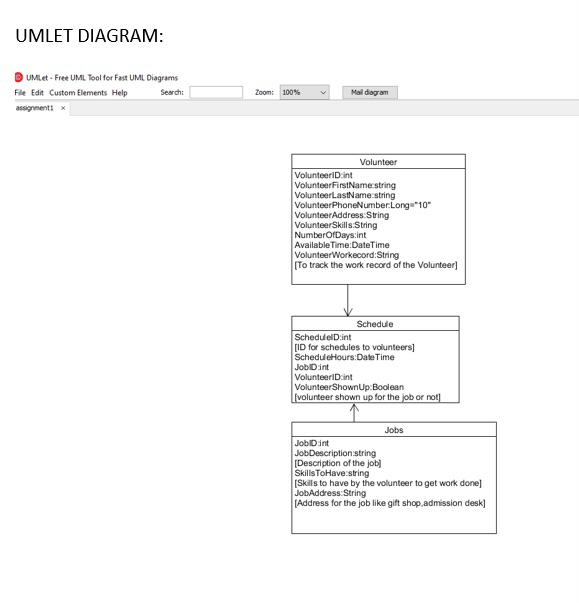 UMLET DIAGRAM:
UMLet - Free UML Tool for Fast UML Diagrams
File Edit Custom Elements Help Search: Zoom: 100% Mail diagram
assignment1 ×
Volunteer
VolunteerID:int
VolunteerFirstName:string
VolunteerLastName:string
VolunteerPhoneNumber:Long="10"
VolunteerAddress:String
VolunteerSkills:String
NumberOfDays:int
AvailableTime:DateTime
VolunteerWorkecord:String
[To track the work record of the Volunteer]
Schedule
ScheduleID:int
[ID for schedules to volunteers]
ScheduleHours:DateTime
JobID:int
VolunteerID:int
VolunteerShownUp:Boolean
[volunteer shown up for the job or not]
Jobs
JobID:int
JobDescription:string
[Description of the job]
SkillsToHave:string
[Skills to have by the volunteer to get work done]
JobAddress:String
[Address for the job like gift shop,admission desk]